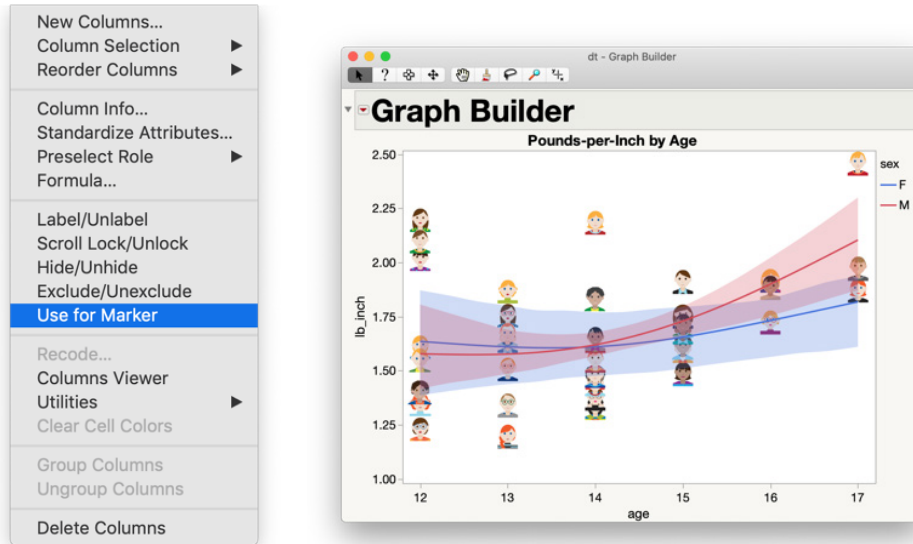 New Columns...
Column Selection
Reorder Columns
Column Info...
Standardize Attributes...
Preselect Role
Formula...
Label/Unlabel
Scroll Lock/Unlock
Hide/Unhide
Exclude/Unexclude
Use for Marker
Recode...
Columns Viewer
Utilities
Clear Cell Colors
Group Columns
Ungroup Columns
Delete Columns
dt - Graph Builder
?
Graph Builder
Pounds-per-Inch by Age
2.50
2.25
2.00
1.75
1.50
1.25
1.00
lb_inch
12 13 14 15 16 17
age
sex
F
M